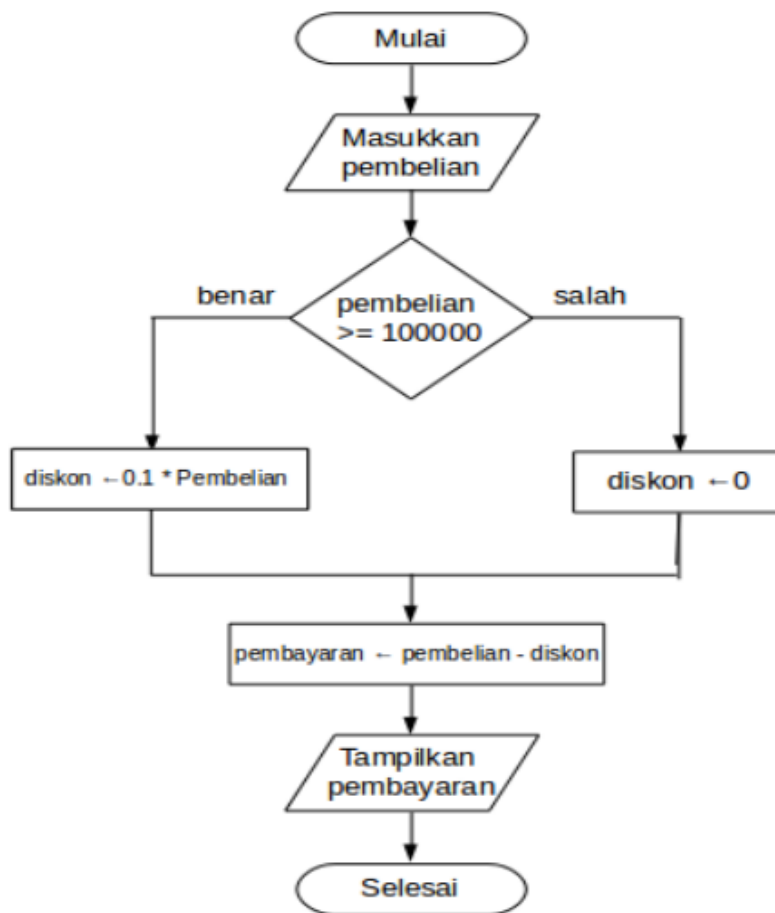 Mulai
Masukkan
pembelian
benar
pembelian
>= 100000
salah
diskon ←0.1 * Pembelian
diskon ←0
pembayaran ← pembelian - diskon
Tampilkan
pembayaran
Selesai